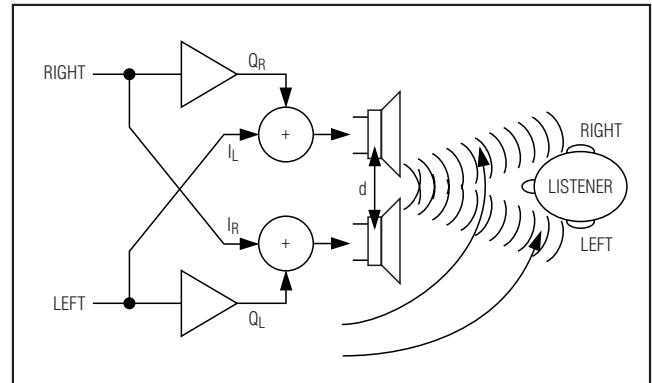 RIGHT
QR
+
IL
d
IR
+
LEFT
QL
RIGHT
LISTENER
LEFT